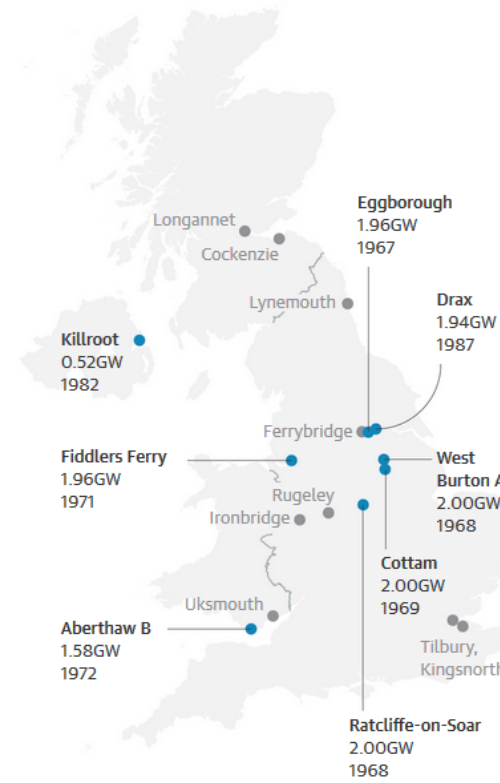 Eggborough
1.96GW
1967
Longannet
Cockenzie
Drax
1.94GW
1987
Lynemouth
Killroot
0.52GW
1982
Ferrybridge
Fiddlers Ferry
1.96GW
1971
West
Burton A
2.00GW
1968
Rugeley
Ironbridge
Cottam
2.00GW
1969
Uksmouth
Aberthaw B
1.58GW
1972
Tilbury,
Kingsnorth
Ratcliffe-on-Soar
2.00GW
1968